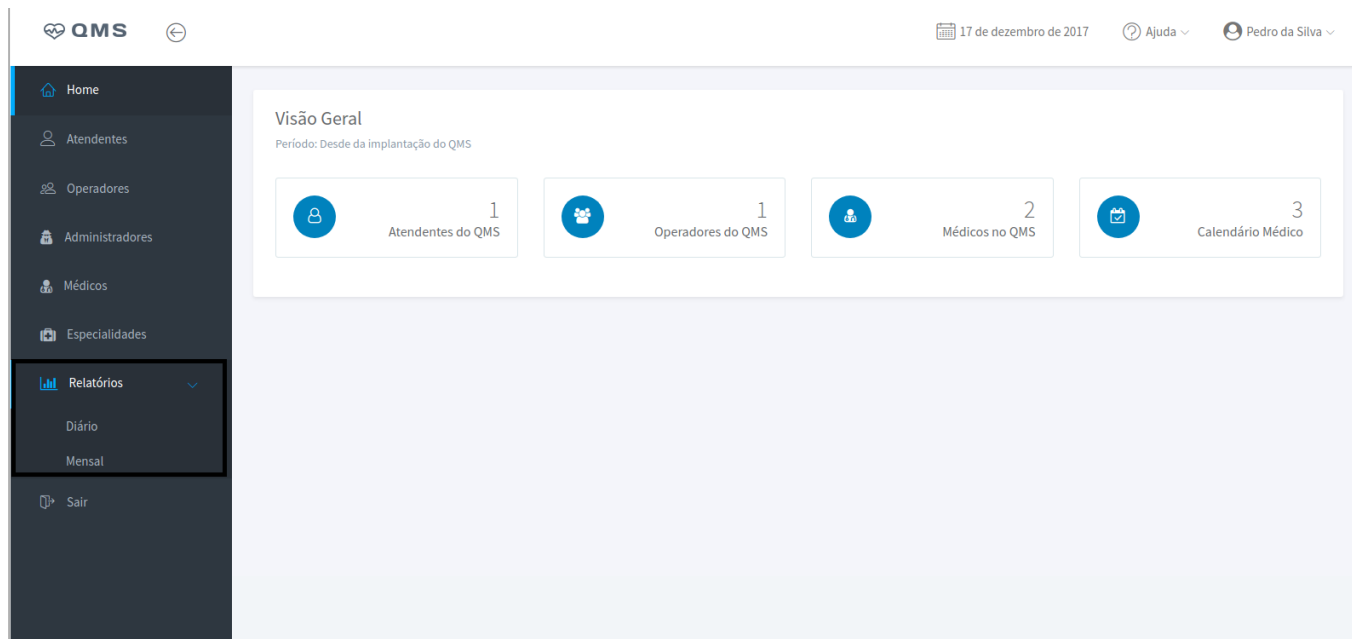 QMS
17 de dezembro de 2017
Ajuda
Pedro da Silva
Home
Atendentes
Operadores
Administradores
Médicos
Especialidades
Relatórios
Diário
Mensal
Sair
Visão Geral
Período: Desde da implantação do QMS
1
Atendentes do QMS
1
Operadores do QMS
2
Médicos no QMS
3
Calendário Médico